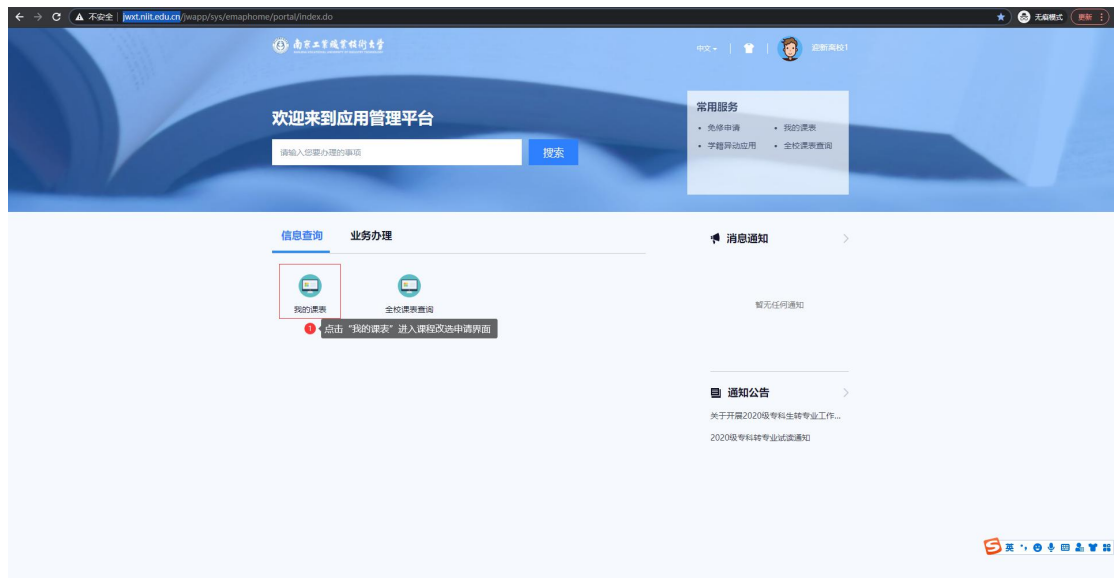 不安全 | jwxt.niit.edu.cn/jwapp/sys/emaphome/portal/index.do
无痕模式
更新
南京工業職業技術大学
中文
迎新离校1
欢迎来到应用管理平台
请输入您要办理的事项
搜索
常用服务
• 免修申请
• 我的课表
• 学籍异动应用
• 全校课表查询
信息查询
业务办理
我的课表
全校课表查询
1 点击“我的课表”进入课程改选申请界面
消息通知
暂无任何通知
通知公告
关于开展2020级专科生转专业工作...
2020级专科转专业试读通知
英